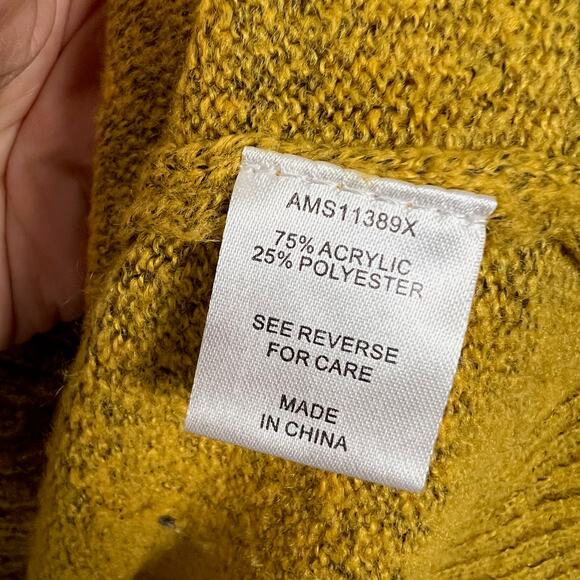 AMS11389X
75% ACRYLIC
25% POLYESTER
SEE REVERSE
FOR CARE
MADE
IN CHINA